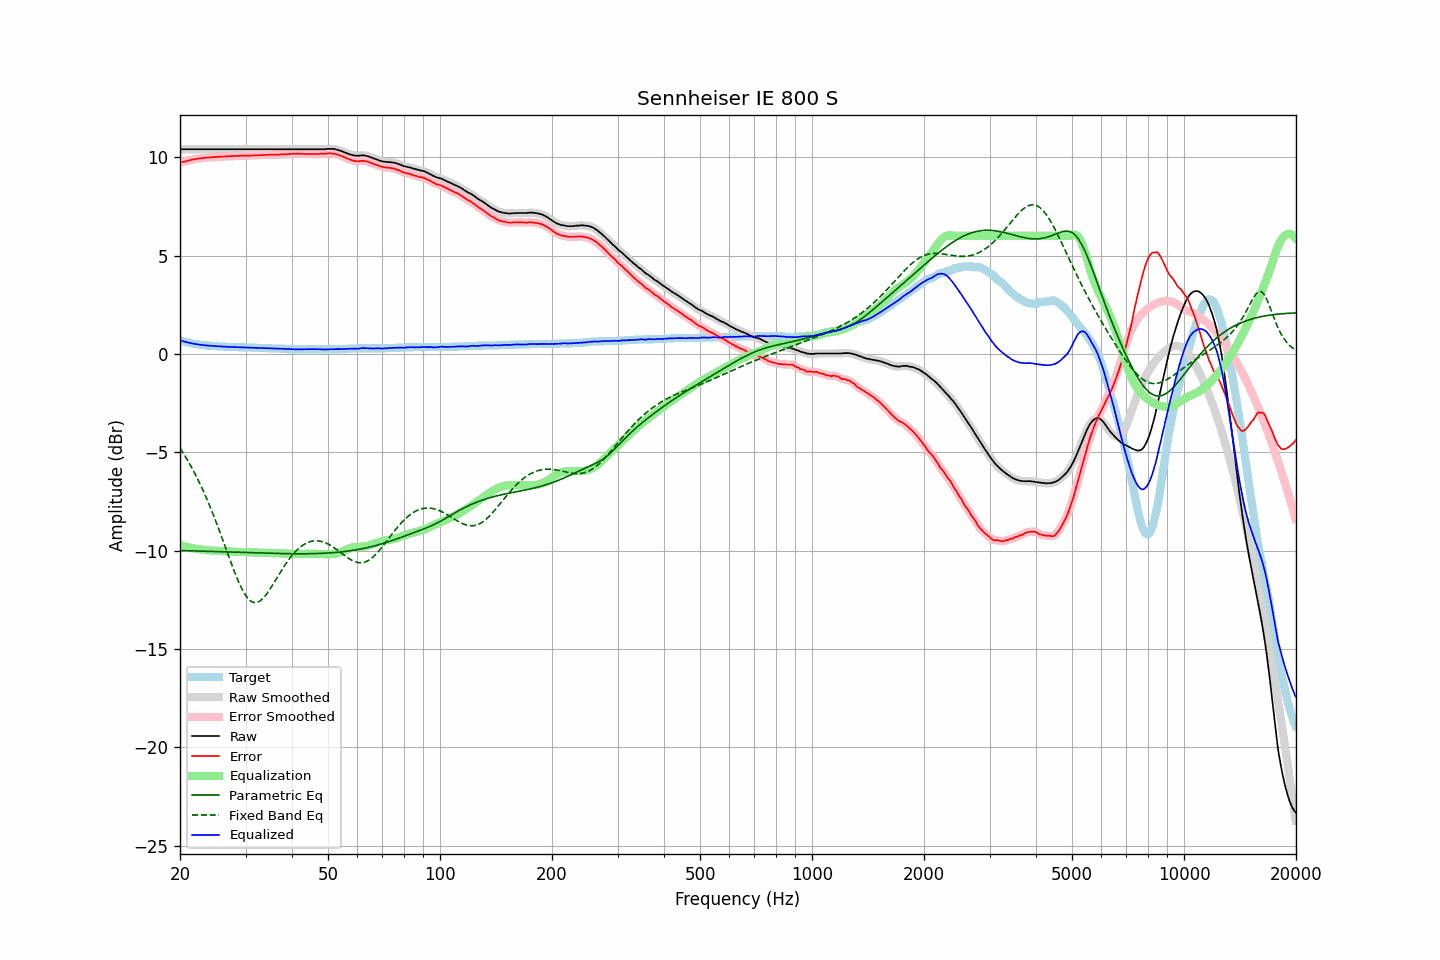 Sennheiser IE 800 S
10
5
0
−5
−10
−15
−20
−25
Amplitude (dBr)
Target
Raw Smoothed
Error Smoothed
Raw
Error
Equalization
Parametric Eq
Fixed Band Eq
Equalized
20 50 100 200 500 1000 2000 5000 10000 20000
Frequency (Hz)